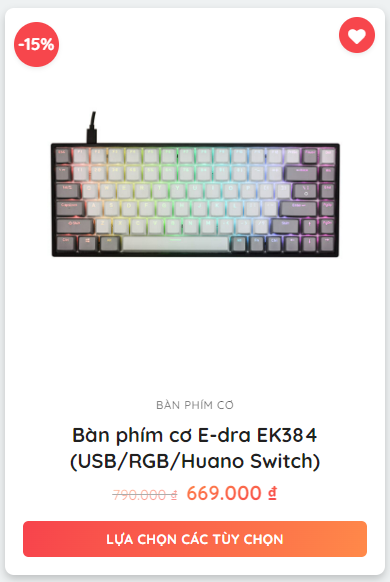 -15%
BÀN PHÍM CƠ
Bàn phím cơ E-dra EK384
(USB/RGB/Huano Switch)
790.000 ₫ 669.000 ₫
LỰA CHỌN CÁC TÙY CHỌN